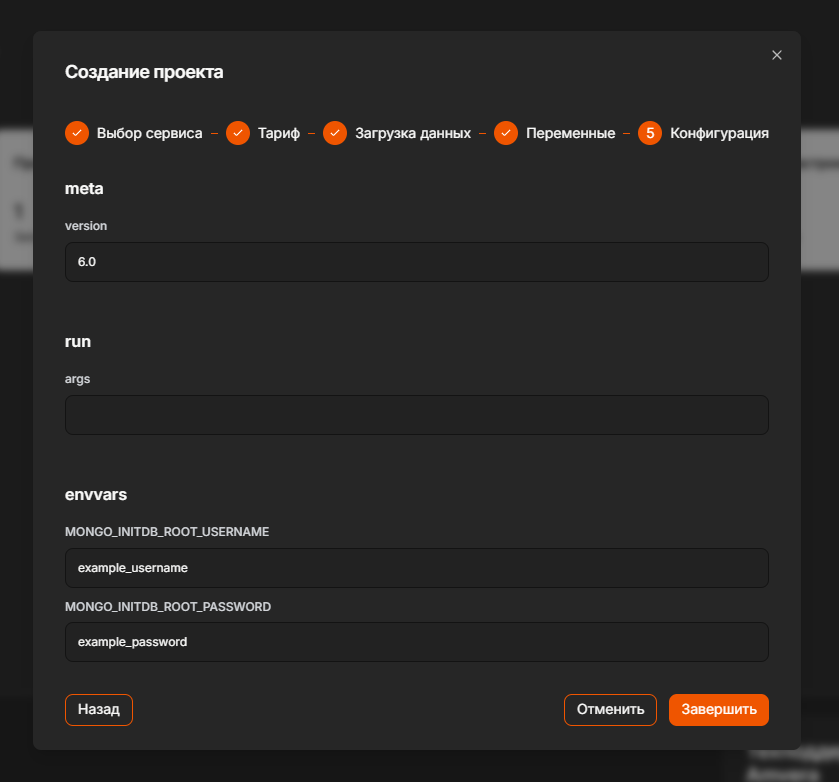 Создание проекта
Выбор сервиса – Тариф – Загрузка данных – Переменные – 5 Конфигурация
meta
version
6.0
run
args
envvars
MONGO_INITDB_ROOT_USERNAME
example_username
MONGO_INITDB_ROOT_PASSWORD
example_password
Назад Отменить Завершить